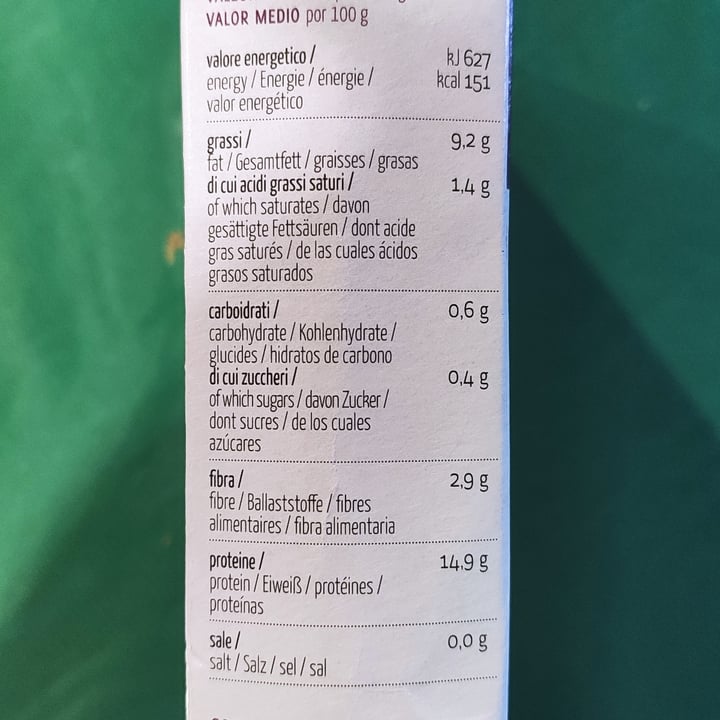 VALOR MEDIO por 100 g
valore energetico / kJ 627
energy / Energie / énergie / kcal 151
valor energético
grassi / 9,2 g
fat / Gesamtfett / graisses / grasas
di cui acidi grassi saturi / 1,4 g
of which saturates / davon
gesättigte Fettsäuren / dont acide
gras saturés / de las cuales ácidos
grasos saturados
carboidrati / 0,6 g
carbohydrate / Kohlenhydrate /
glucides / hidratos de carbono
di cui zuccheri / 0,4 g
of which sugars / davon Zucker /
dont sucres / de los cuales
azúcares
fibra / 2,9 g
fibre / Ballaststoffe / fibres
alimentaires / fibra alimentaria
proteine / 14,9 g
protein / Eiweiß / protéines /
proteínas
sale / 0,0 g
salt / Salz / sel / sal